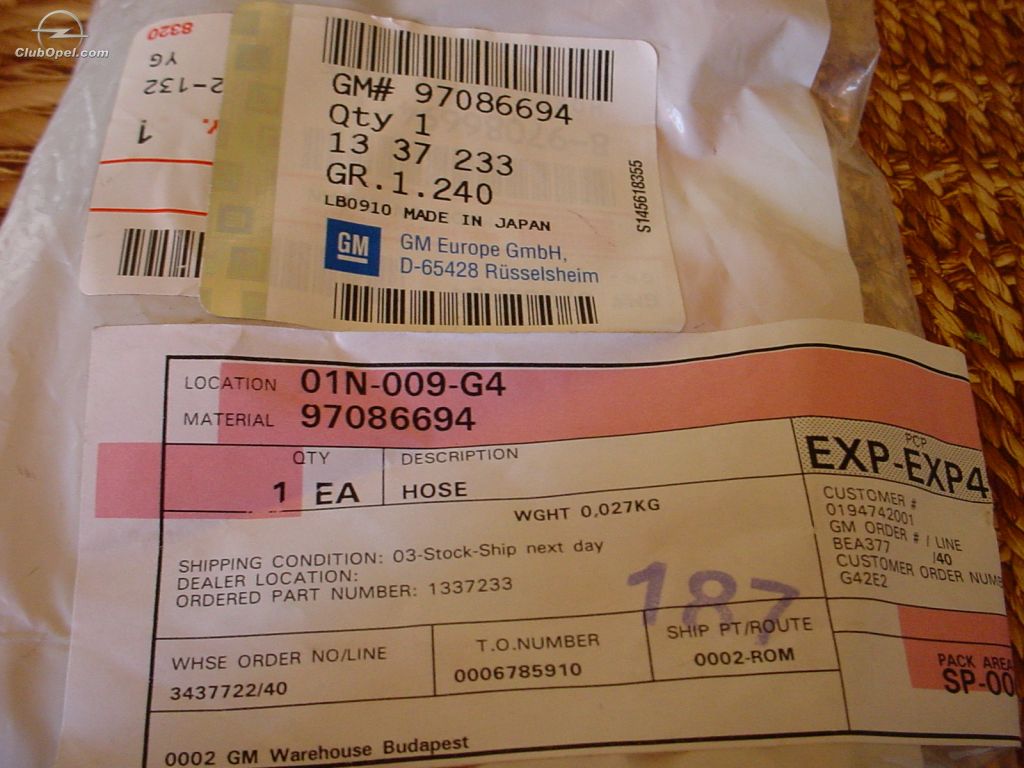 ClubOpel.com
8320
YG
2-132
GM# 97086694
Qty 1
13 37 233
GR.1.240
LB0910 MADE IN JAPAN
GM
GM Europe GmbH,
D-65428 Rüsselsheim
S145618355
LOCATION 01N-009-G4
MATERIAL 97086694
QTY
1 EA
DESCRIPTION
HOSE
WGHT 0,027KG
PCP
EXP-EXP4
CUSTOMER #
0194742001
GM ORDER # / LINE
BEA377 /40
CUSTOMER ORDER NUMB
G42E2
SHIPPING CONDITION: 03-Stock-Ship next day
DEALER LOCATION:
ORDERED PART NUMBER: 1337233
187
WHSE ORDER NO/LINE
3437722/40
T.O.NUMBER
0006785910
SHIP PT/ROUTE
0002-ROM
PACK AREA
SP-00
0002 GM Warehouse Budapest